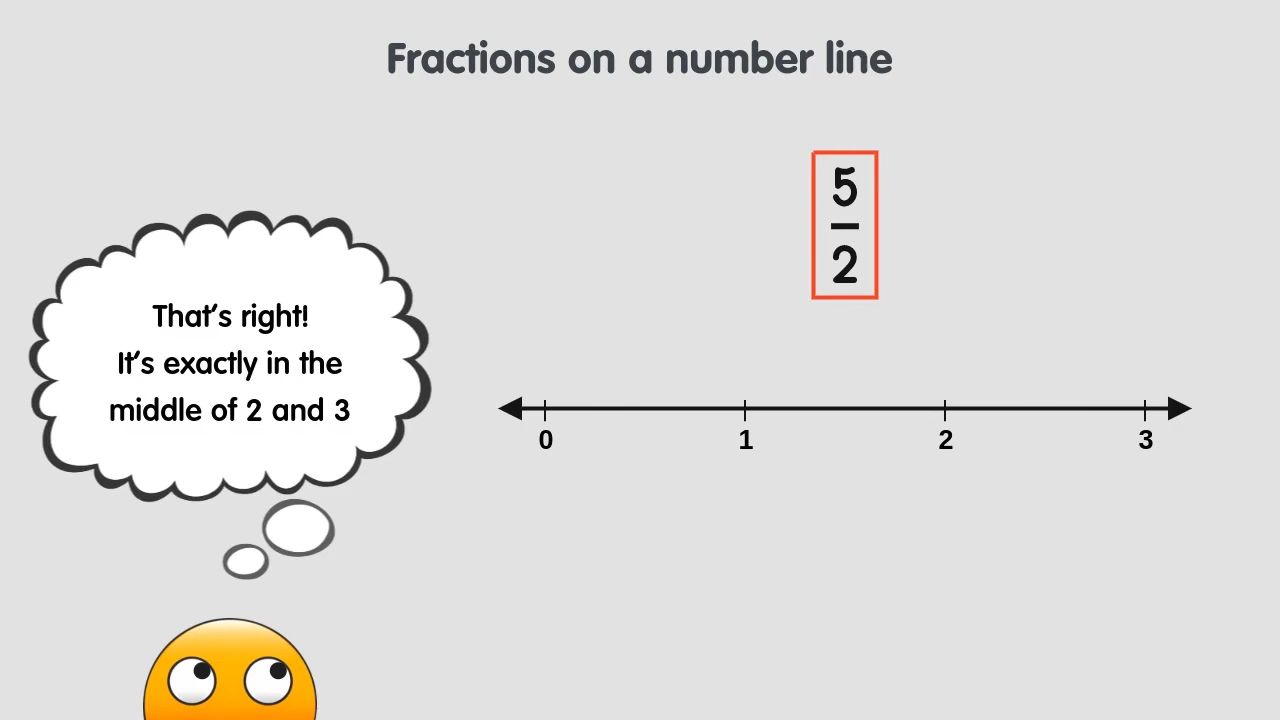 Fractions on a number line
5
2
That's right!
It's exactly in the
middle of 2 and 3
0 1 2 3